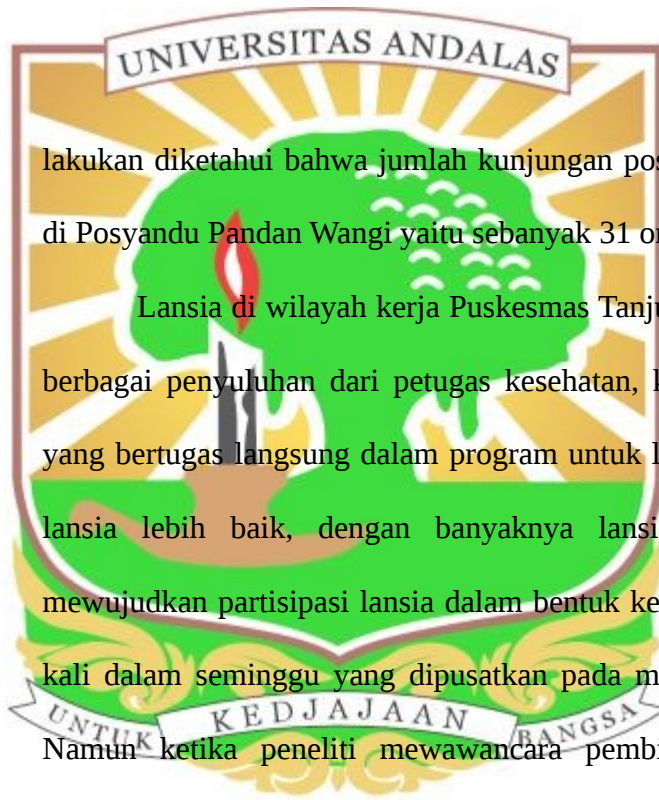 UNIVERSITAS ANDALAS
lakukan diketahui bahwa jumlah kunjungan pos
di Posyandu Pandan Wangi yaitu sebanyak 31 o
Lansia di wilayah kerja Puskesmas Tanju
berbagai penyuluhan dari petugas kesehatan,
yang bertugas langsung dalam program untuk l
lansia lebih baik, dengan banyaknya lansi
mewujudkan partisipasi lansia dalam bentuk ke
kali dalam seminggu yang dipusatkan pada m
Namun ketika peneliti mewawancara pembi
UNTUK KEDJAJAAN BANGSA